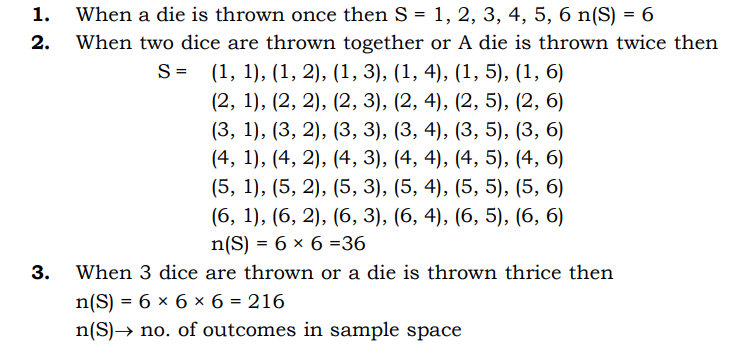 1. When a die is thrown once then S = 1, 2, 3, 4, 5, 6 n(S) = 6
2. When two dice are thrown together or A die is thrown twice then
S = (1, 1), (1, 2), (1, 3), (1, 4), (1, 5), (1, 6)
(2, 1), (2, 2), (2, 3), (2, 4), (2, 5), (2, 6)
(3, 1), (3, 2), (3, 3), (3, 4), (3, 5), (3, 6)
(4, 1), (4, 2), (4, 3), (4, 4), (4, 5), (4, 6)
(5, 1), (5, 2), (5, 3), (5, 4), (5, 5), (5, 6)
(6, 1), (6, 2), (6, 3), (6, 4), (6, 5), (6, 6)
n(S) = 6 × 6 =36
3. When 3 dice are thrown or a die is thrown thrice then
n(S) = 6 × 6 × 6 = 216
n(S)→ no. of outcomes in sample space